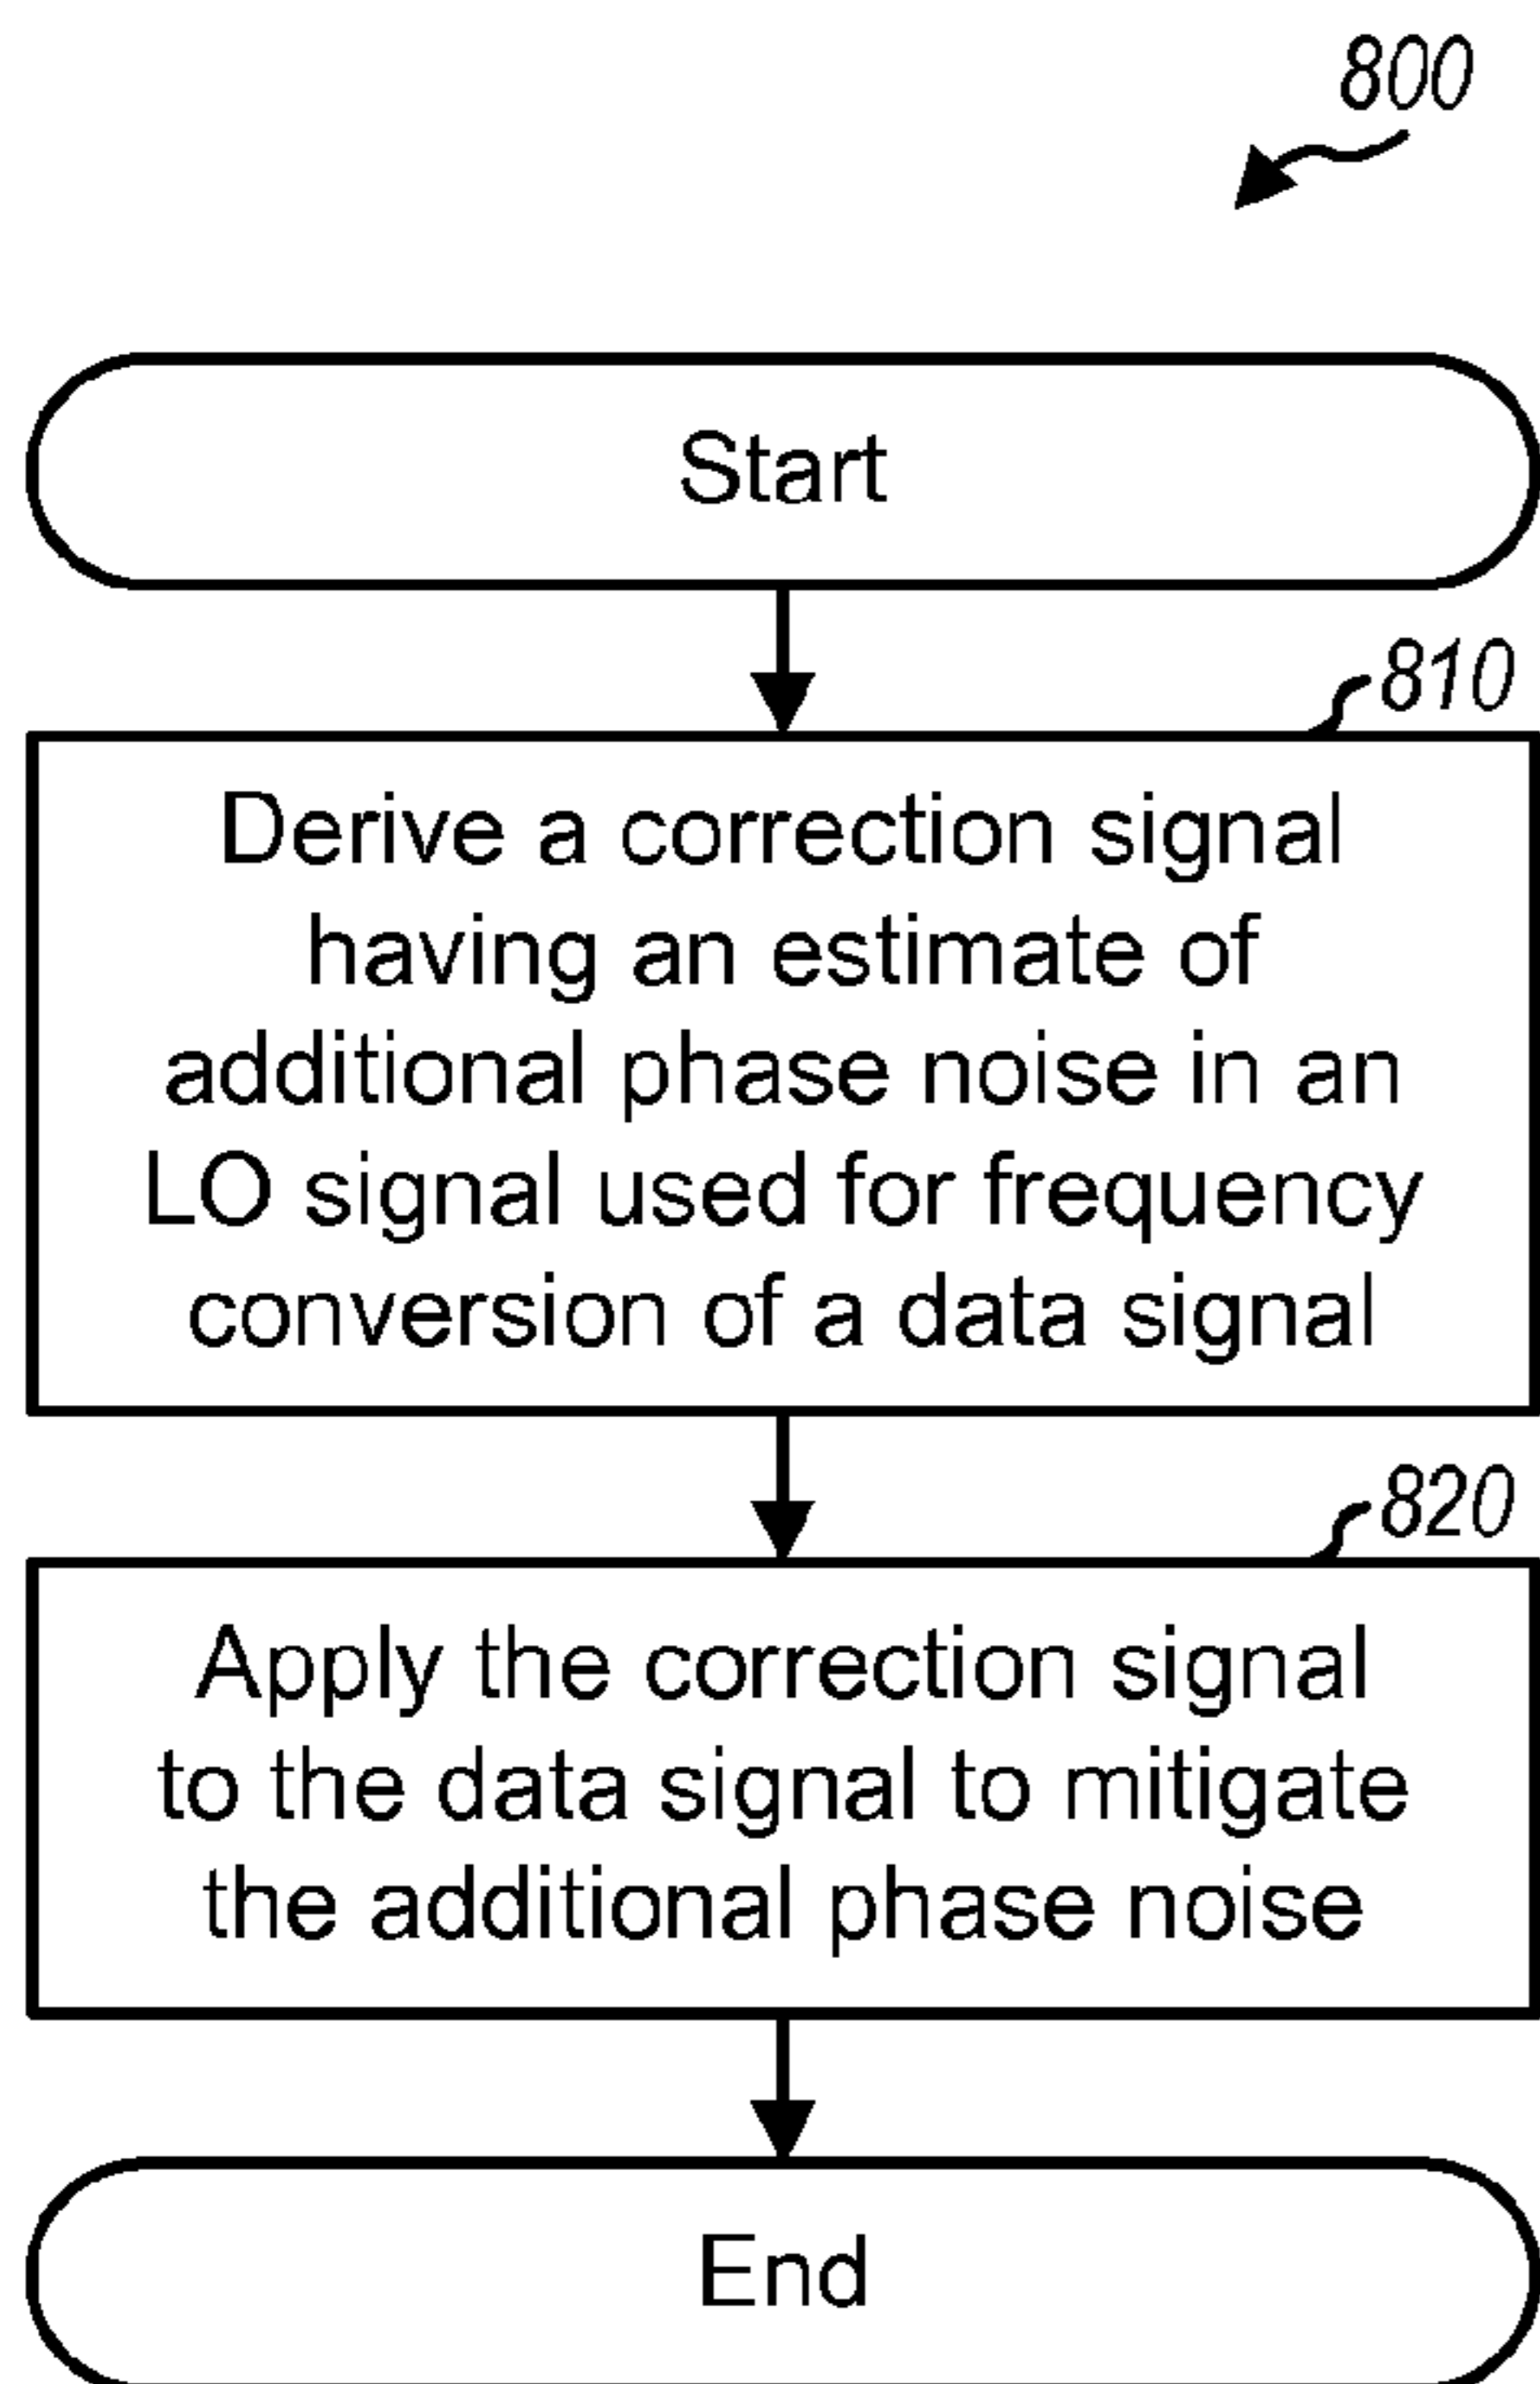 800
Start
810
Derive a correction signal
having an estimate of
additional phase noise in an
LO signal used for frequency
conversion of a data signal
820
Apply the correction signal
to the data signal to mitigate
the additional phase noise
End